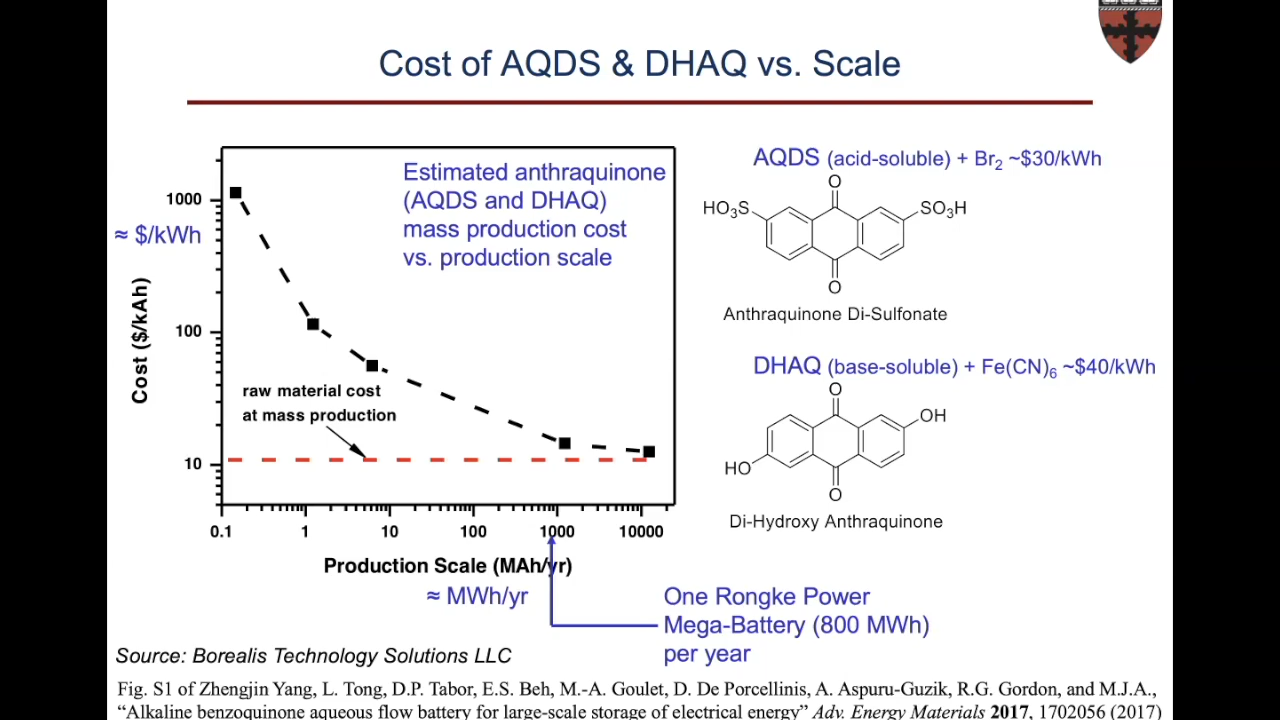 Cost of AQDS & DHAQ vs. Scale
Estimated anthraquinone
(AQDS and DHAQ)
mass production cost
vs. production scale
1000
≈ $/kWh
100
10
Cost ($/kAh)
raw material cost
at mass production
0.1 1 10 100 1000 10000
Production Scale (MAh/yr)
≈ MWh/yr
AQDS (acid-soluble) + Br₂ ~$30/kWh
O
HO₃S SO₃H
O
Anthraquinone Di-Sulfonate
DHAQ (base-soluble) + Fe(CN)₆ ~$40/kWh
O
OH
HO
O
Di-Hydroxy Anthraquinone
One Rongke Power
Mega-Battery (800 MWh)
per year
Source: Borealis Technology Solutions LLC
Fig. S1 of Zhengjin Yang, L. Tong, D.P. Tabor, E.S. Beh, M.-A. Goulet, D. De Porcellinis, A. Aspuru-Guzik, R.G. Gordon, and M.J.A.,
“Alkaline benzoquinone aqueous flow battery for large-scale storage of electrical energy” Adv. Energy Materials 2017, 1702056 (2017)